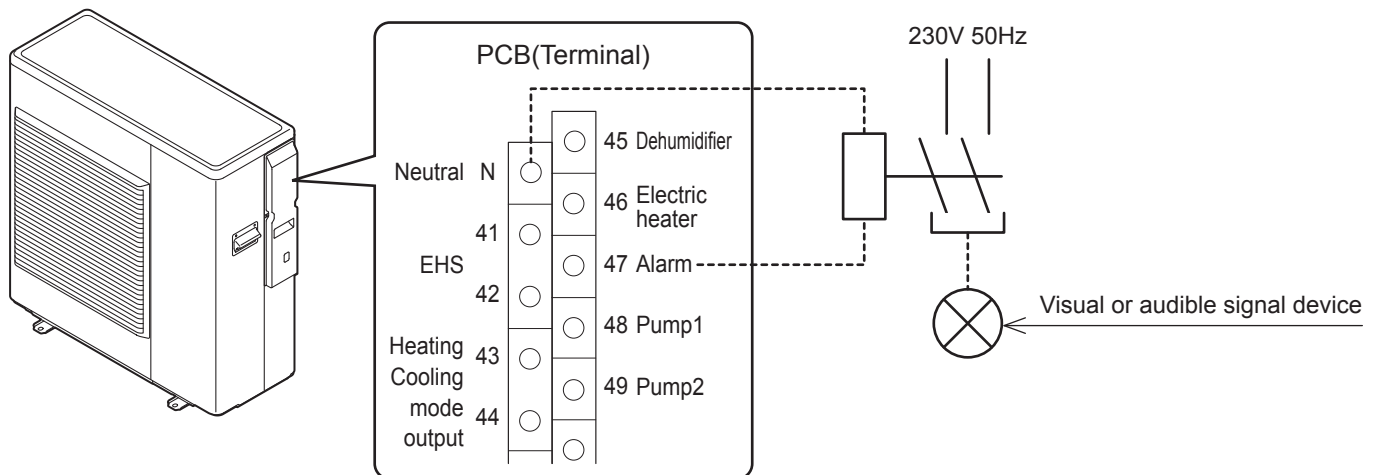 PCB(Terminal)
230V 50Hz
45 Dehumidifier
Neutral N
46 Electric
heater
41
EHS
47 Alarm
42
Visual or audible signal device
48 Pump1
Heating 43
Cooling
49 Pump2
mode 44
output